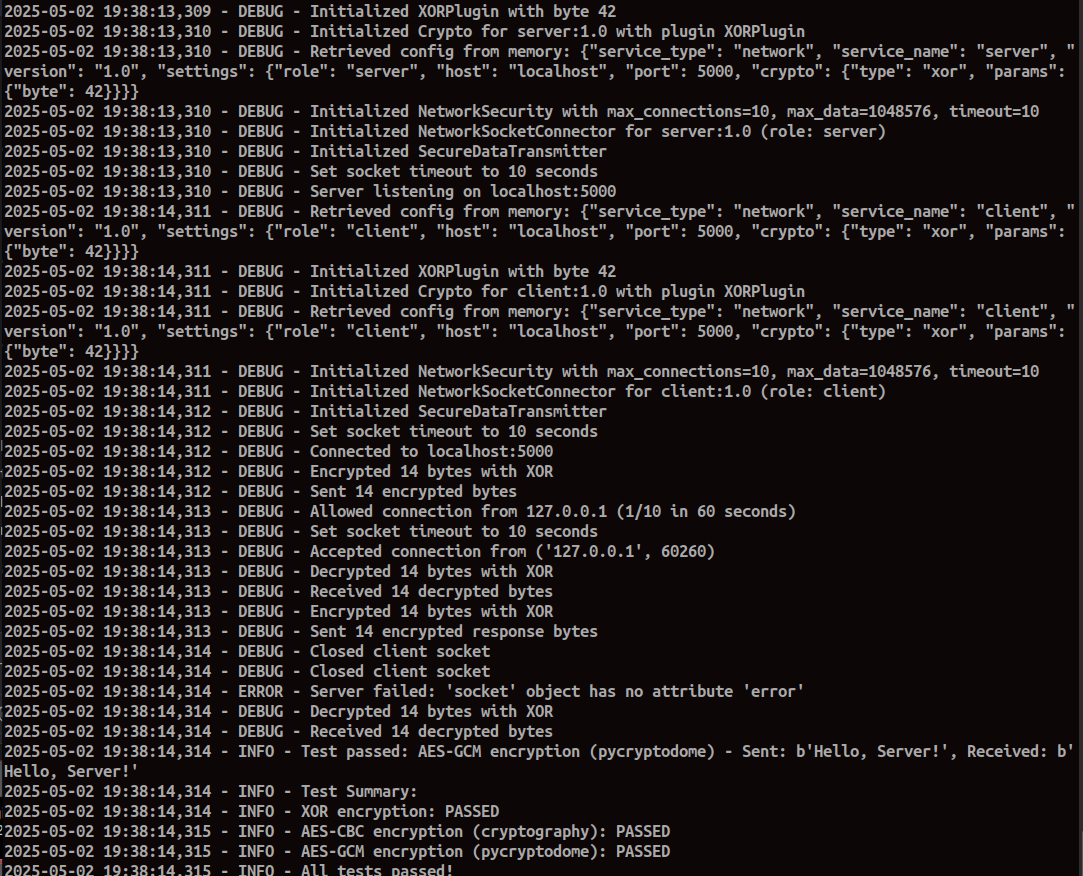 2025-05-02 19:38:13,309 - DEBUG - Initialized XORPlugin with byte 42
2025-05-02 19:38:13,310 - DEBUG - Initialized Crypto for server:1.0 with plugin XORPlugin
2025-05-02 19:38:13,310 - DEBUG - Retrieved config from memory: {"service_type": "network", "service_name": "server", "
version": "1.0", "settings": {"role": "server", "host": "localhost", "port": 5000, "crypto": {"type": "xor", "params":
{"byte": 42}}}}
2025-05-02 19:38:13,310 - DEBUG - Initialized NetworkSecurity with max_connections=10, max_data=1048576, timeout=10
2025-05-02 19:38:13,310 - DEBUG - Initialized NetworkSocketConnector for server:1.0 (role: server)
2025-05-02 19:38:13,310 - DEBUG - Initialized SecureDataTransmitter
2025-05-02 19:38:13,310 - DEBUG - Set socket timeout to 10 seconds
2025-05-02 19:38:13,310 - DEBUG - Server listening on localhost:5000
2025-05-02 19:38:14,311 - DEBUG - Retrieved config from memory: {"service_type": "network", "service_name": "client", "
version": "1.0", "settings": {"role": "client", "host": "localhost", "port": 5000, "crypto": {"type": "xor", "params":
{"byte": 42}}}}
2025-05-02 19:38:14,311 - DEBUG - Initialized XORPlugin with byte 42
2025-05-02 19:38:14,311 - DEBUG - Initialized Crypto for client:1.0 with plugin XORPlugin
2025-05-02 19:38:14,311 - DEBUG - Retrieved config from memory: {"service_type": "network", "service_name": "client", "
version": "1.0", "settings": {"role": "client", "host": "localhost", "port": 5000, "crypto": {"type": "xor", "params":
{"byte": 42}}}}
2025-05-02 19:38:14,311 - DEBUG - Initialized NetworkSecurity with max_connections=10, max_data=1048576, timeout=10
2025-05-02 19:38:14,311 - DEBUG - Initialized NetworkSocketConnector for client:1.0 (role: client)
2025-05-02 19:38:14,312 - DEBUG - Initialized SecureDataTransmitter
2025-05-02 19:38:14,312 - DEBUG - Set socket timeout to 10 seconds
2025-05-02 19:38:14,312 - DEBUG - Connected to localhost:5000
2025-05-02 19:38:14,312 - DEBUG - Encrypted 14 bytes with XOR
2025-05-02 19:38:14,312 - DEBUG - Sent 14 encrypted bytes
2025-05-02 19:38:14,313 - DEBUG - Allowed connection from 127.0.0.1 (1/10 in 60 seconds)
2025-05-02 19:38:14,313 - DEBUG - Set socket timeout to 10 seconds
2025-05-02 19:38:14,313 - DEBUG - Accepted connection from ('127.0.0.1', 60260)
2025-05-02 19:38:14,313 - DEBUG - Decrypted 14 bytes with XOR
2025-05-02 19:38:14,313 - DEBUG - Received 14 decrypted bytes
2025-05-02 19:38:14,313 - DEBUG - Encrypted 14 bytes with XOR
2025-05-02 19:38:14,313 - DEBUG - Sent 14 encrypted response bytes
2025-05-02 19:38:14,314 - DEBUG - Closed client socket
2025-05-02 19:38:14,314 - DEBUG - Closed client socket
2025-05-02 19:38:14,314 - ERROR - Server failed: 'socket' object has no attribute 'error'
2025-05-02 19:38:14,314 - DEBUG - Decrypted 14 bytes with XOR
2025-05-02 19:38:14,314 - DEBUG - Received 14 decrypted bytes
2025-05-02 19:38:14,314 - INFO - Test passed: AES-GCM encryption (pycryptodome) - Sent: b'Hello, Server!', Received: b'
Hello, Server!'
2025-05-02 19:38:14,314 - INFO - Test Summary:
2025-05-02 19:38:14,314 - INFO - XOR encryption: PASSED
2025-05-02 19:38:14,315 - INFO - AES-CBC encryption (cryptography): PASSED
2025-05-02 19:38:14,315 - INFO - AES-GCM encryption (pycryptodome): PASSED
2025-05-02 19:38:14,315 - INFO - All tests passed!